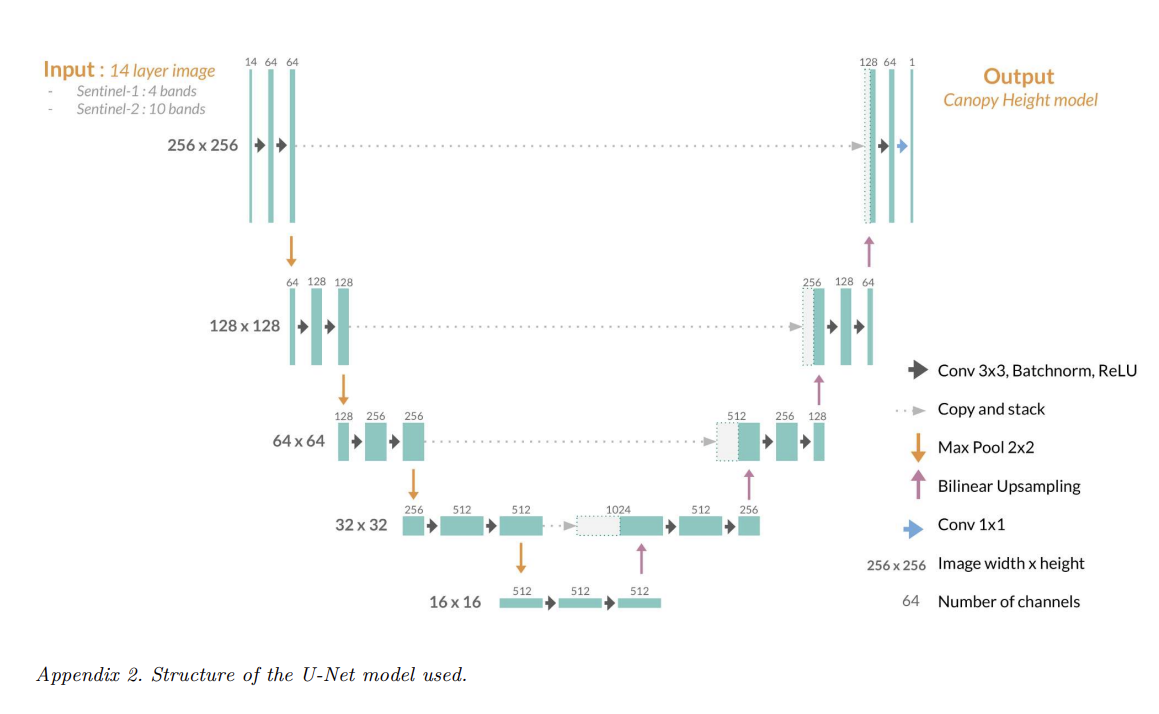 Input : 14 layer image
- Sentinel-1 : 4 bands
- Sentinel-2 : 10 bands
14 64 64
128 64 1
Output
Canopy Height model
256 x 256
64 128 128
256 128 64
128 x 128
Conv 3x3, Batchnorm, ReLU
Copy and stack
128 256 256
512 256 128
64 x 64
Max Pool 2x2
Bilinear Upsampling
256 512 512
1024 512 256
32 x 32
Conv 1x1
256 x 256 Image width x height
512 512 512
16 x 16
64 Number of channels
Appendix 2. Structure of the U-Net model used.